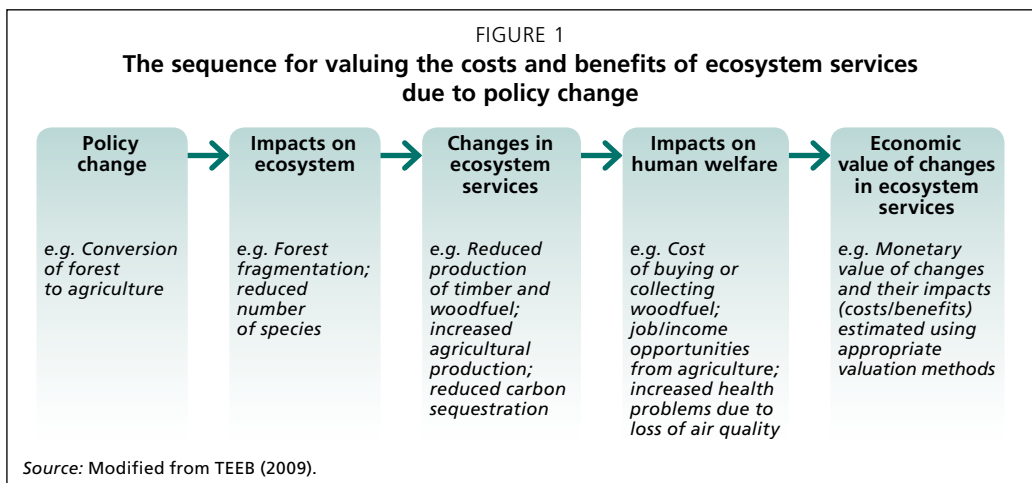 FIGURE 1
The sequence for valuing the costs and benefits of ecosystem services
due to policy change
Policy
change
e.g. Conversion
of forest
to agriculture
Impacts on
ecosystem
e.g. Forest
fragmentation;
reduced
number
of species
Changes in
ecosystem
services
e.g. Reduced
production
of timber and
woodfuel;
increased
agricultural
production;
reduced carbon
sequestration
Impacts on
human welfare
e.g. Cost
of buying or
collecting
woodfuel;
job/income
opportunities
from agriculture;
increased health
problems due to
loss of air quality
Economic
value of changes
in ecosystem
services
e.g. Monetary
value of changes
and their impacts
(costs/benefits)
estimated using
appropriate
valuation methods
Source: Modified from TEEB (2009).